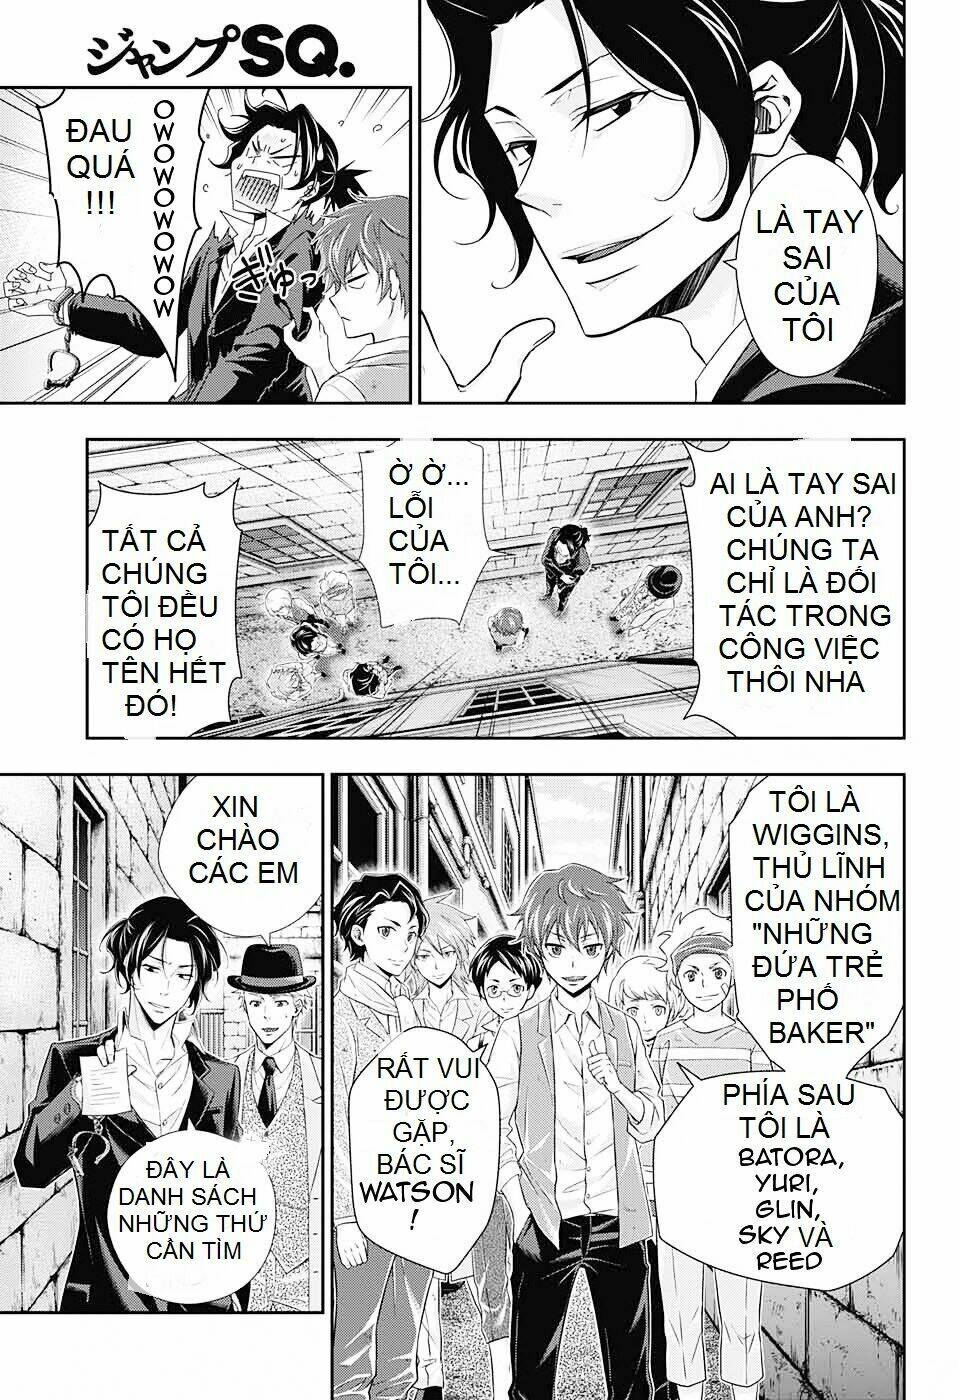 ジャンプSQ.
LÀ TAY
SAI
CỦA
TÔI
OWOWOWOWOW
ĐAU
QUÁ
!!!
ぎゅっ
AI LÀ TAY SAI
CỦA ANH?
CHÚNG TA
CHỈ LÀ ĐỐI
TÁC TRONG
CÔNG VIỆC
THÔI NHA
Ờ Ờ...
LỖI
CỦA
TÔI...
TẤT CẢ
CHÚNG
TÔI ĐỀU
CÓ HỌ
TÊN HẾT
ĐÓ!
TÔI LÀ
WIGGINS,
THỦ LĨNH
CỦA NHÓM
"NHỮNG
ĐỨA TRẺ
PHỐ
BAKER"
PHÍA SAU
TÔI LÀ
BATORA,
YURI,
GLIN,
SKY VÀ
REED
RẤT VUI
ĐƯỢC
GẶP,
BÁC SĨ
WATSON
!
XIN
CHÀO
CÁC EM
ĐÂY LÀ
DANH SÁCH
NHỮNG THỨ
CẦN TÌM